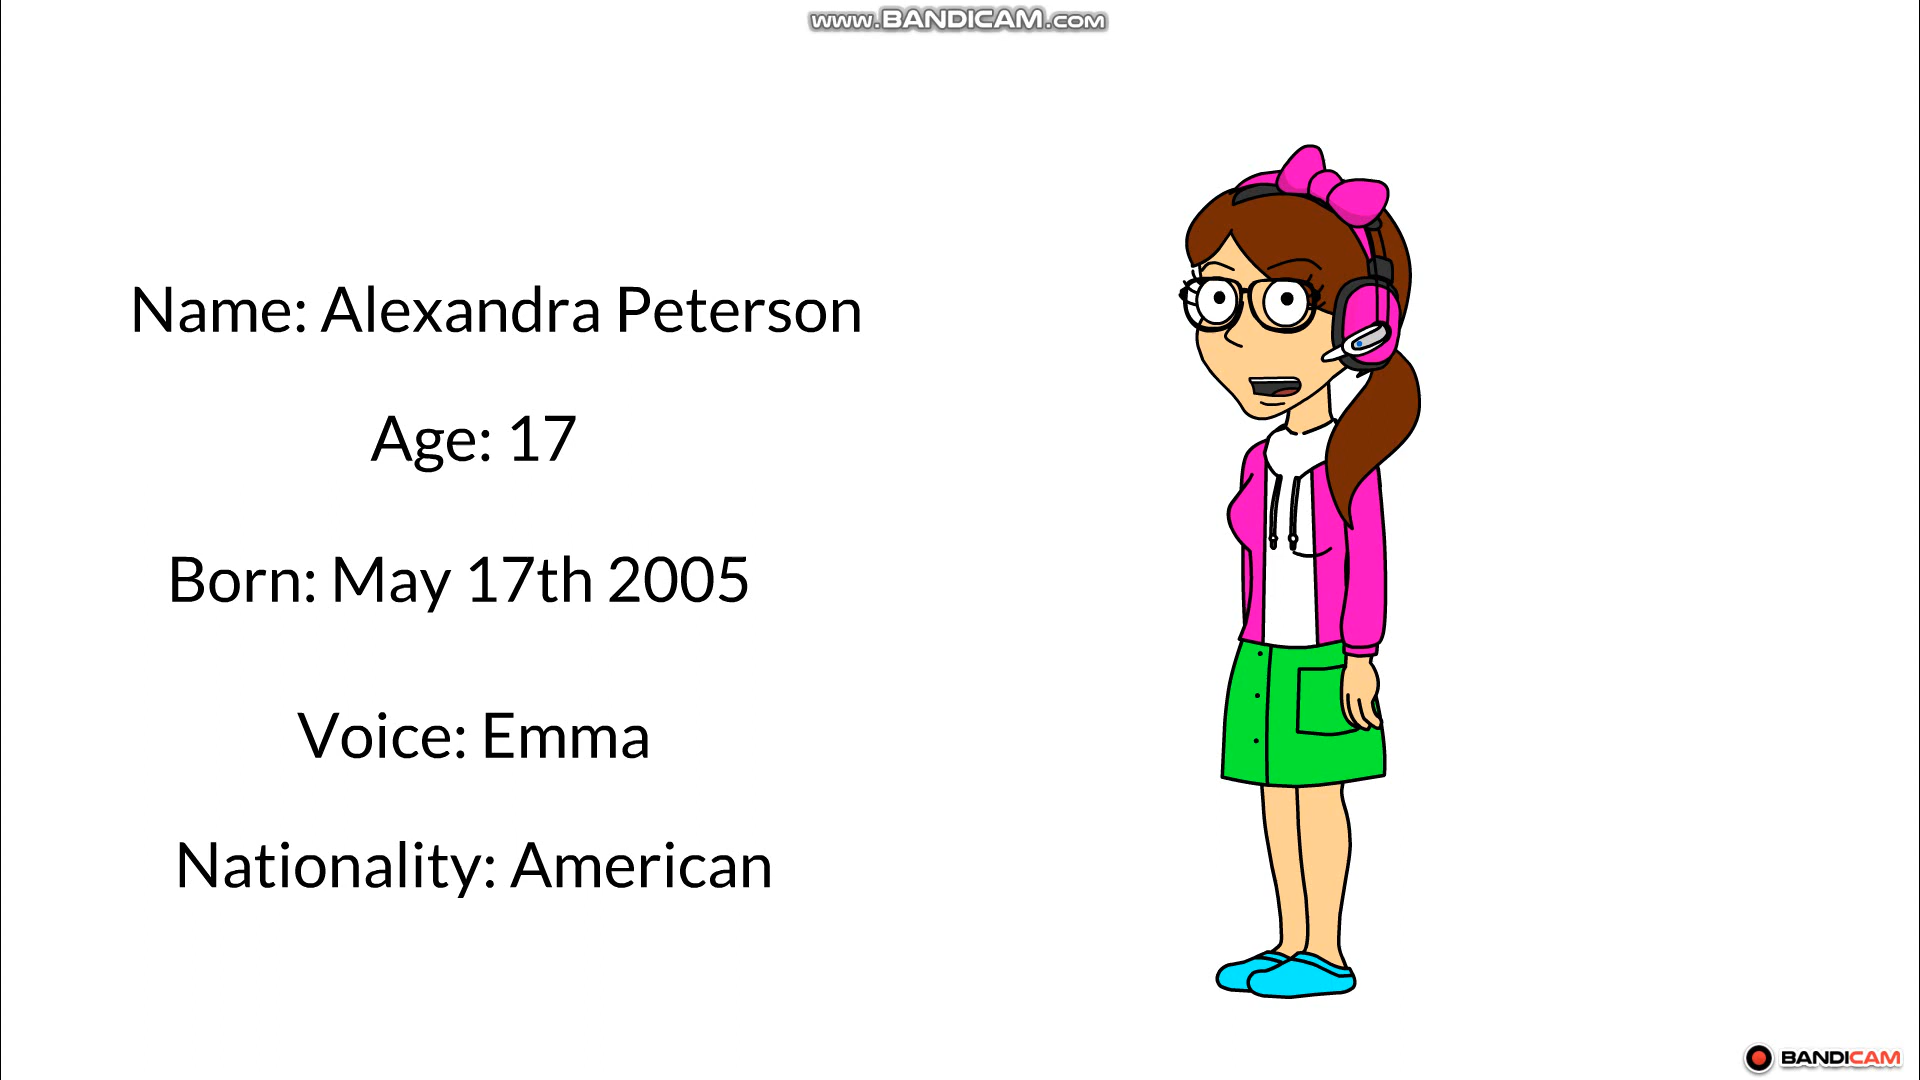 www.BANDICAM.com
Name: Alexandra Peterson
Age: 17
Born: May 17th 2005
Voice: Emma
Nationality: American
BANDICAM